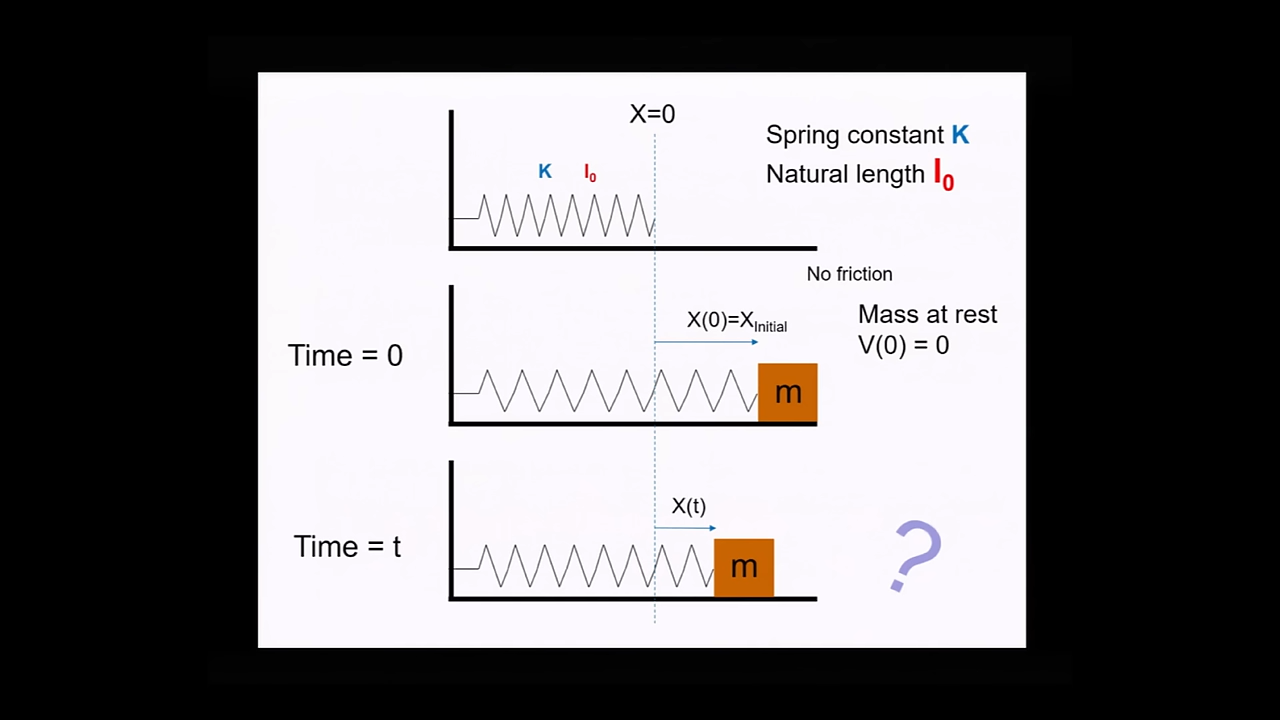 X=0
Spring constant K
Natural length l₀
K l₀
No friction
Mass at rest
V(0) = 0
X(0)=XInitial
Time = 0
m
X(t)
Time = t
m
?